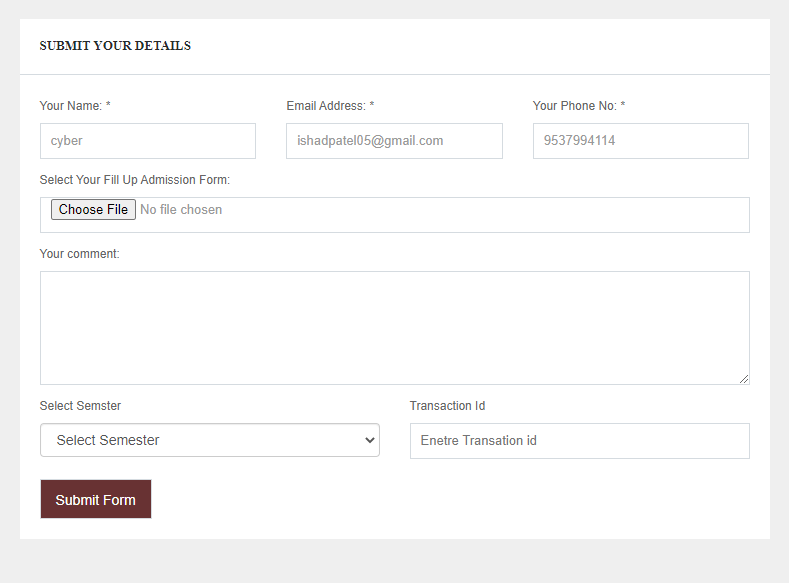 SUBMIT YOUR DETAILS
Your Name: * Email Address: * Your Phone No: *
cyber ishadpatel05@gmail.com 9537994114
Select Your Fill Up Admission Form:
Choose File No file chosen
Your comment:
Select Semster Transaction Id
Select Semester Enetre Transation id
Submit Form